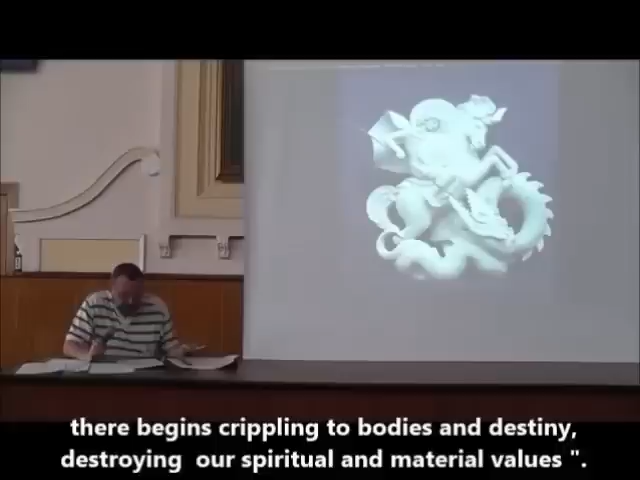 there begins crippling to bodies and destiny,
destroying  our spiritual and material values ".